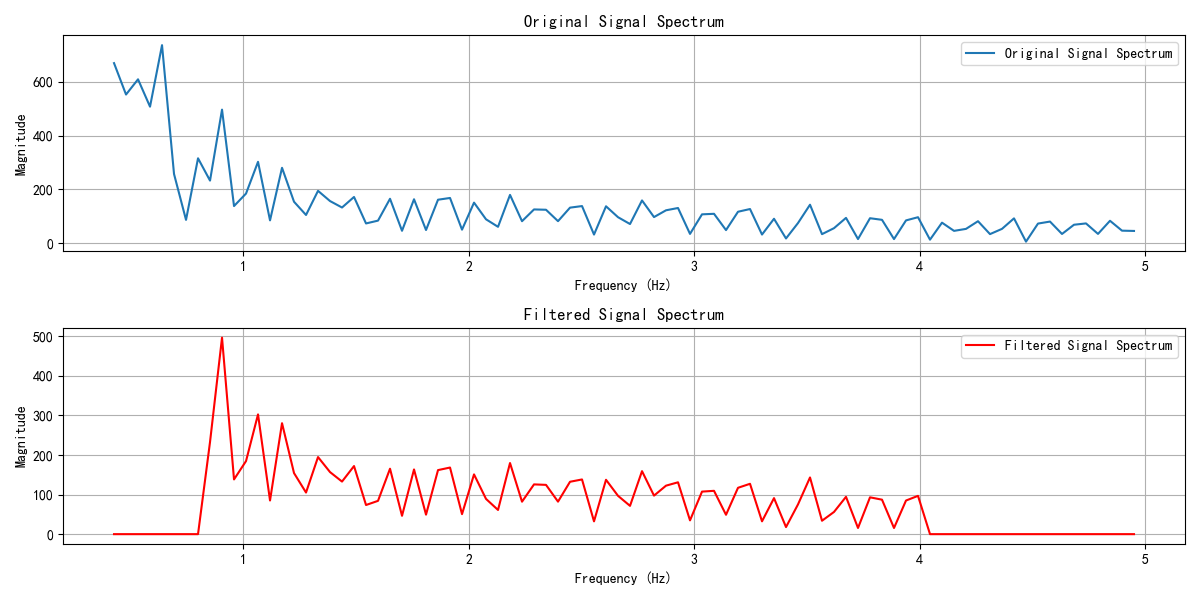 Original Signal Spectrum
Original Signal Spectrum
Magnitude
600
400
200
0
1 2 3 4 5
Frequency (Hz)
Filtered Signal Spectrum
Filtered Signal Spectrum
Magnitude
500
400
300
200
100
0
1 2 3 4 5
Frequency (Hz)